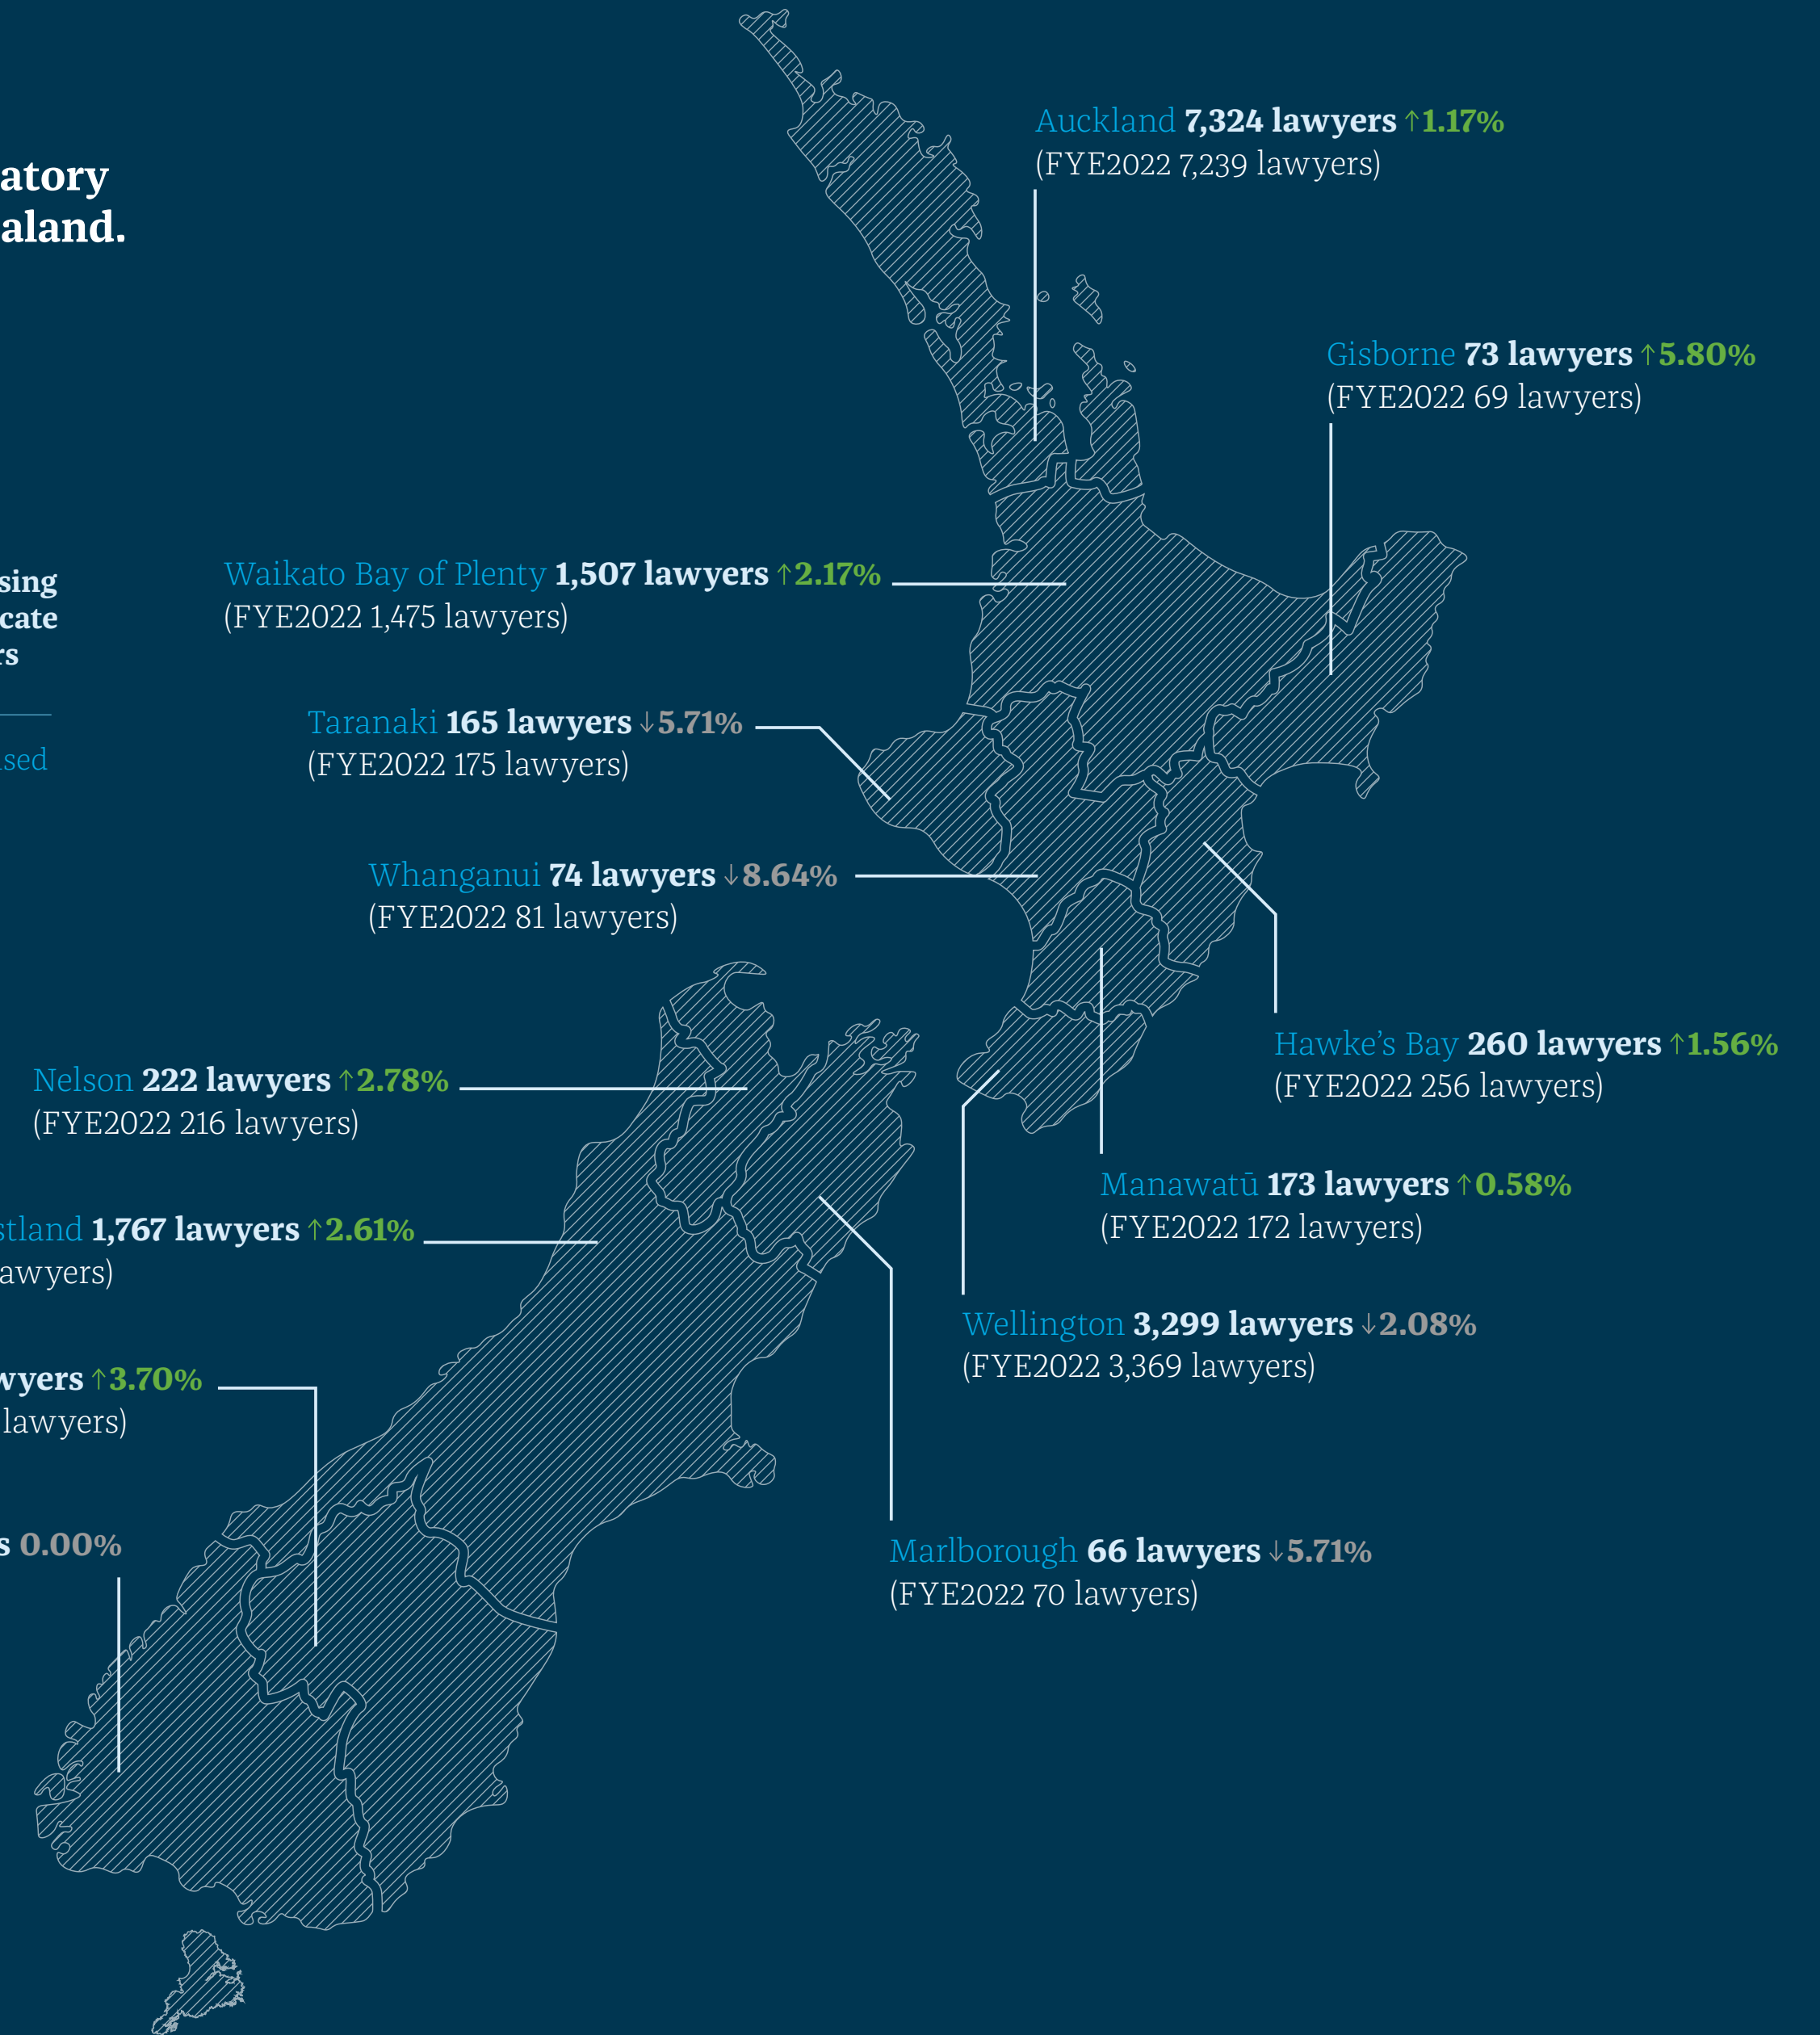 atory
aland.
Auckland 7,324 lawyers ↑1.17%
(FYE2022 7,239 lawyers)
Gisborne 73 lawyers ↑5.80%
(FYE2022 69 lawyers)
sing
cate
rs
sed
Waikato Bay of Plenty 1,507 lawyers ↑2.17%
(FYE2022 1,475 lawyers)
Taranaki 165 lawyers ↓5.71%
(FYE2022 175 lawyers)
Whanganui 74 lawyers ↓8.64%
(FYE2022 81 lawyers)
Hawke’s Bay 260 lawyers ↑1.56%
(FYE2022 256 lawyers)
Nelson 222 lawyers ↑2.78%
(FYE2022 216 lawyers)
Manawatū 173 lawyers ↑0.58%
(FYE2022 172 lawyers)
stland 1,767 lawyers ↑2.61%
awyers)
Wellington 3,299 lawyers ↓2.08%
(FYE2022 3,369 lawyers)
wyers ↑3.70%
lawyers)
s 0.00%
Marlborough 66 lawyers ↓5.71%
(FYE2022 70 lawyers)